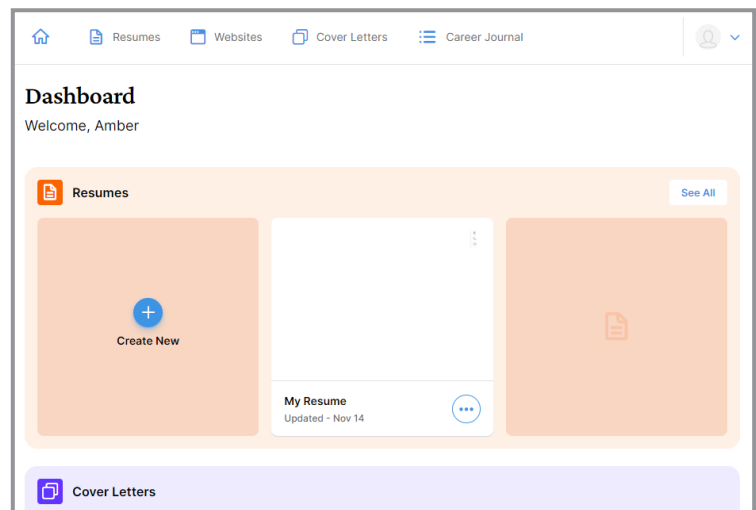 Resumes Websites Cover Letters Career Journal
Dashboard
Welcome, Amber
Resumes
See All
Create New
My Resume
Updated - Nov 14
Cover Letters